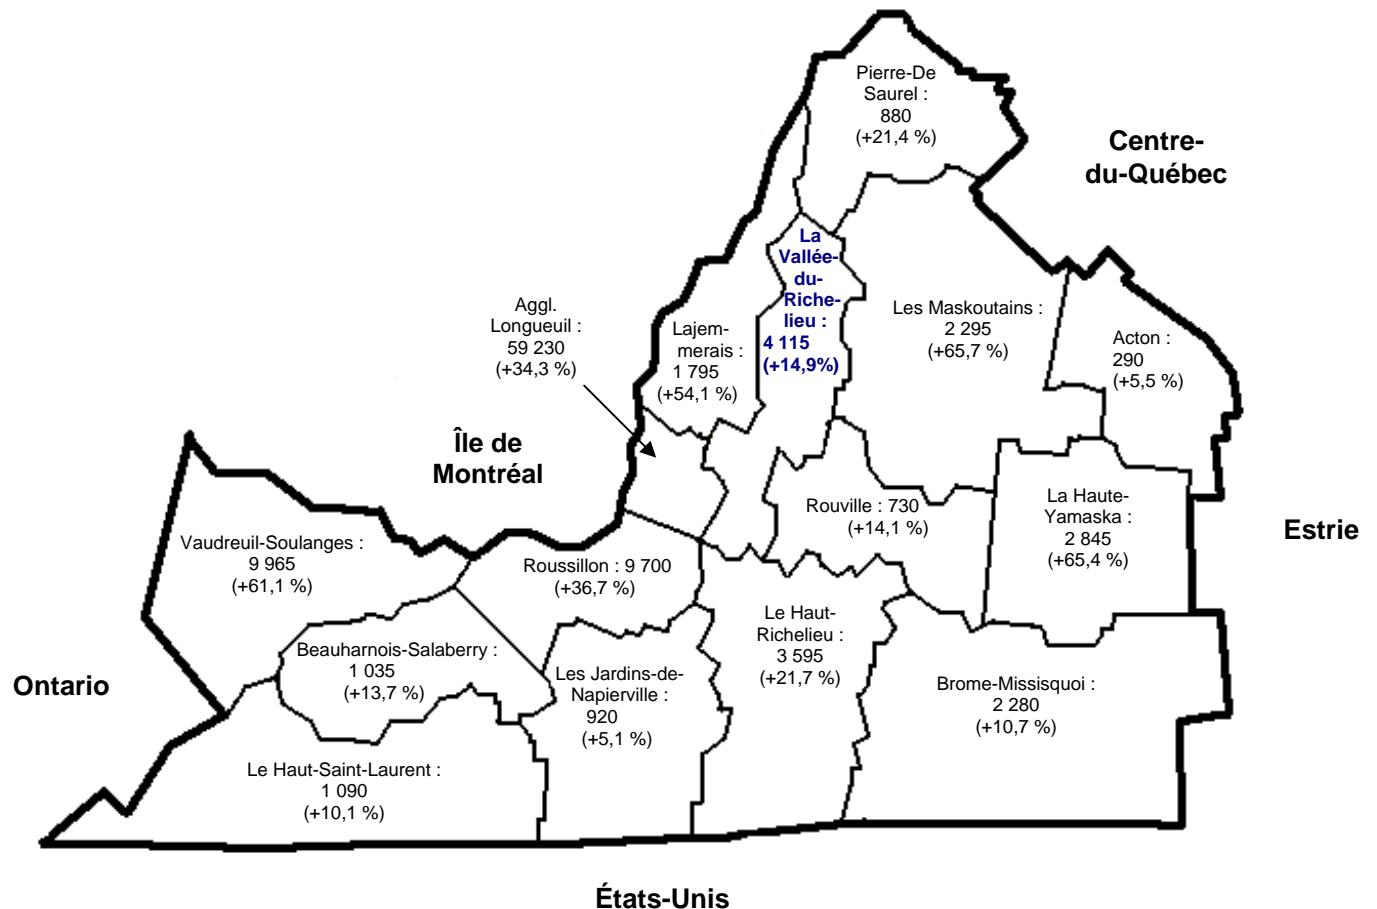 Pierre-De
Saurel :
880
(+21,4 %)
Centre-
du-Québec
La
Vallée-
du-
Riche-
lieu :
4 115
(+14,9%)
Les Maskoutains :
2 295
(+65,7 %)
Acton :
290
(+5,5 %)
Aggl.
Longueuil :
59 230
(+34,3 %)
Lajem-
merais :
1 795
(+54,1 %)
Île de
Montréal
Rouville : 730
(+14,1 %)
La Haute-
Yamaska :
2 845
(+65,4 %)
Estrie
Vaudreuil-Soulanges :
9 965
(+61,1 %)
Roussillon : 9 700
(+36,7 %)
Le Haut-
Richelieu :
3 595
(+21,7 %)
Beauharnois-Salaberry :
1 035
(+13,7 %)
Les Jardins-de-
Napierville :
920
(+5,1 %)
Ontario
Brome-Missisquoi :
2 280
(+10,7 %)
Le Haut-Saint-Laurent :
1 090
(+10,1 %)
États-Unis